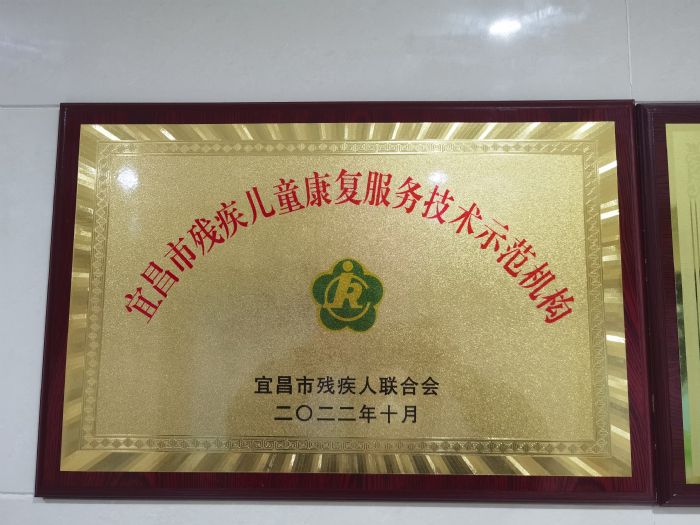 宜昌市残疾儿童康复服务技术示范机构
宜昌市残疾人联合会
二〇二二年十月